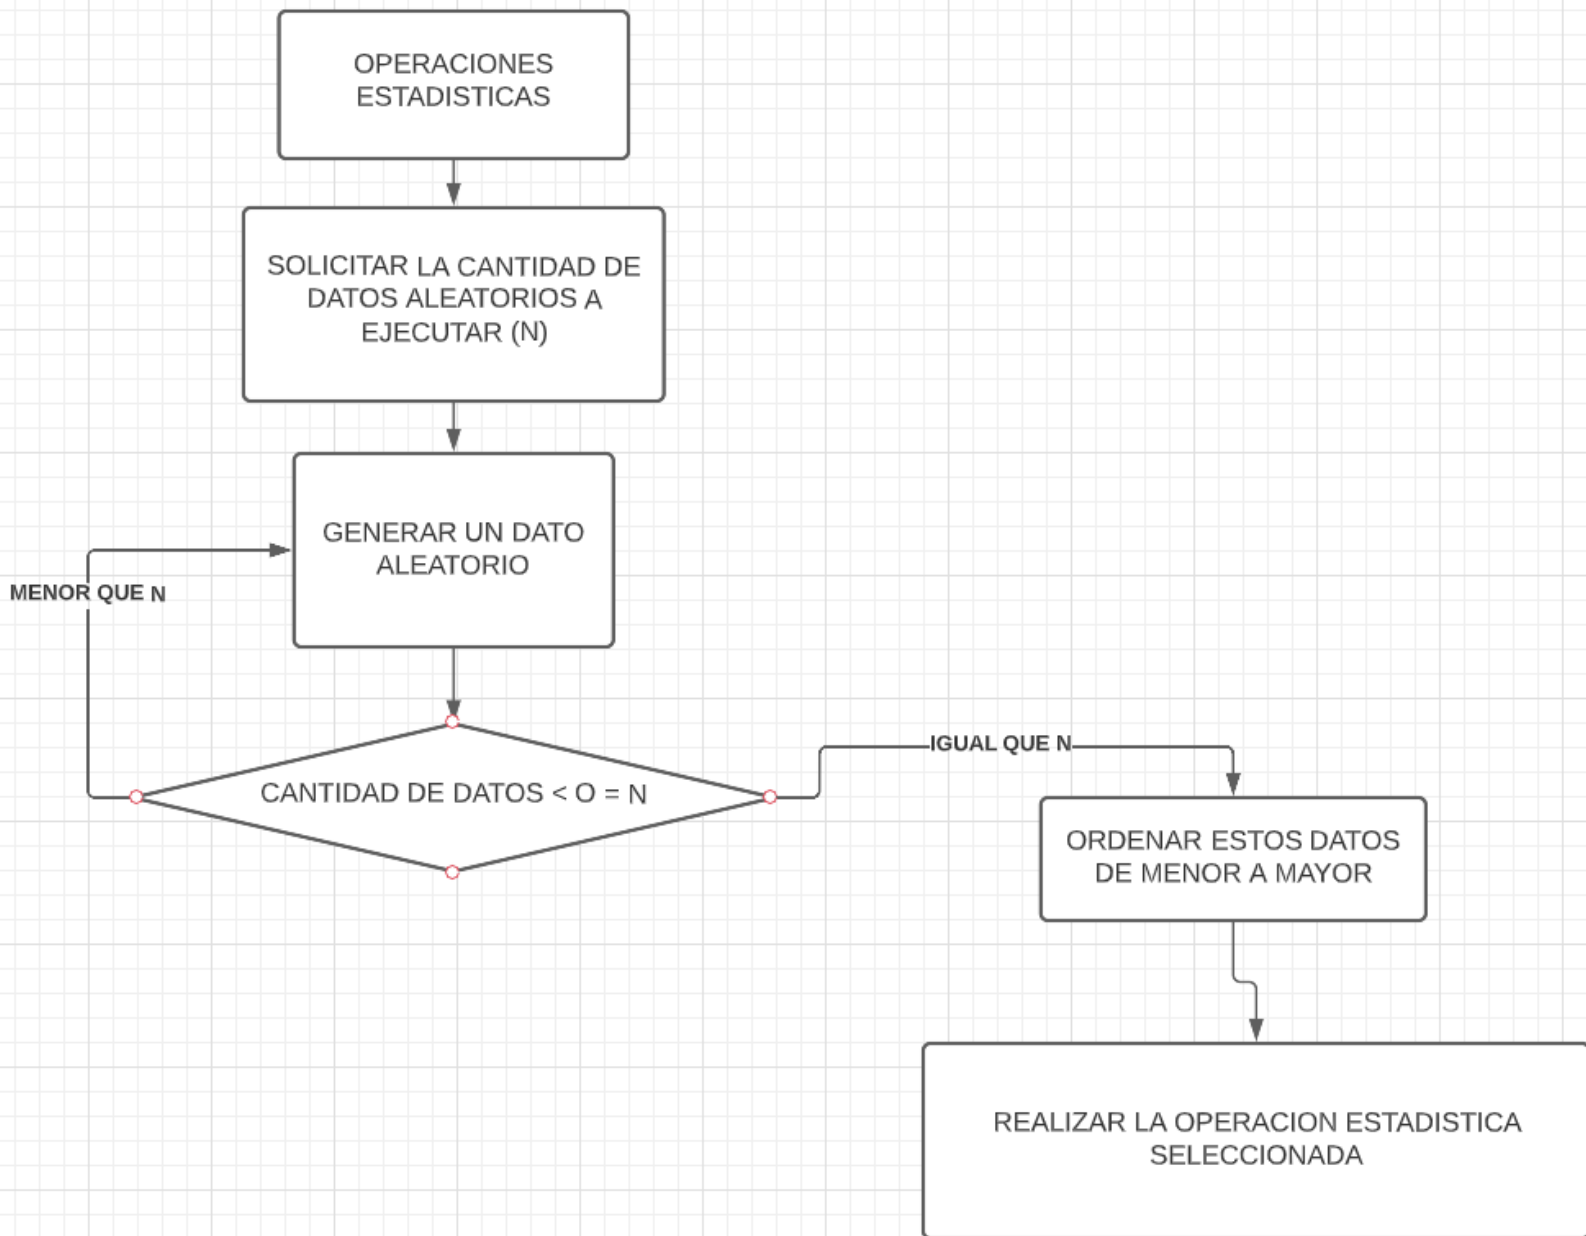 OPERACIONES
ESTADISTICAS
SOLICITAR LA CANTIDAD DE
DATOS ALEATORIOS A
EJECUTAR (N)
GENERAR UN DATO
ALEATORIO
MENOR QUE N
CANTIDAD DE DATOS < O = N
IGUAL QUE N
ORDENAR ESTOS DATOS
DE MENOR A MAYOR
REALIZAR LA OPERACION ESTADISTICA
SELECCIONADA